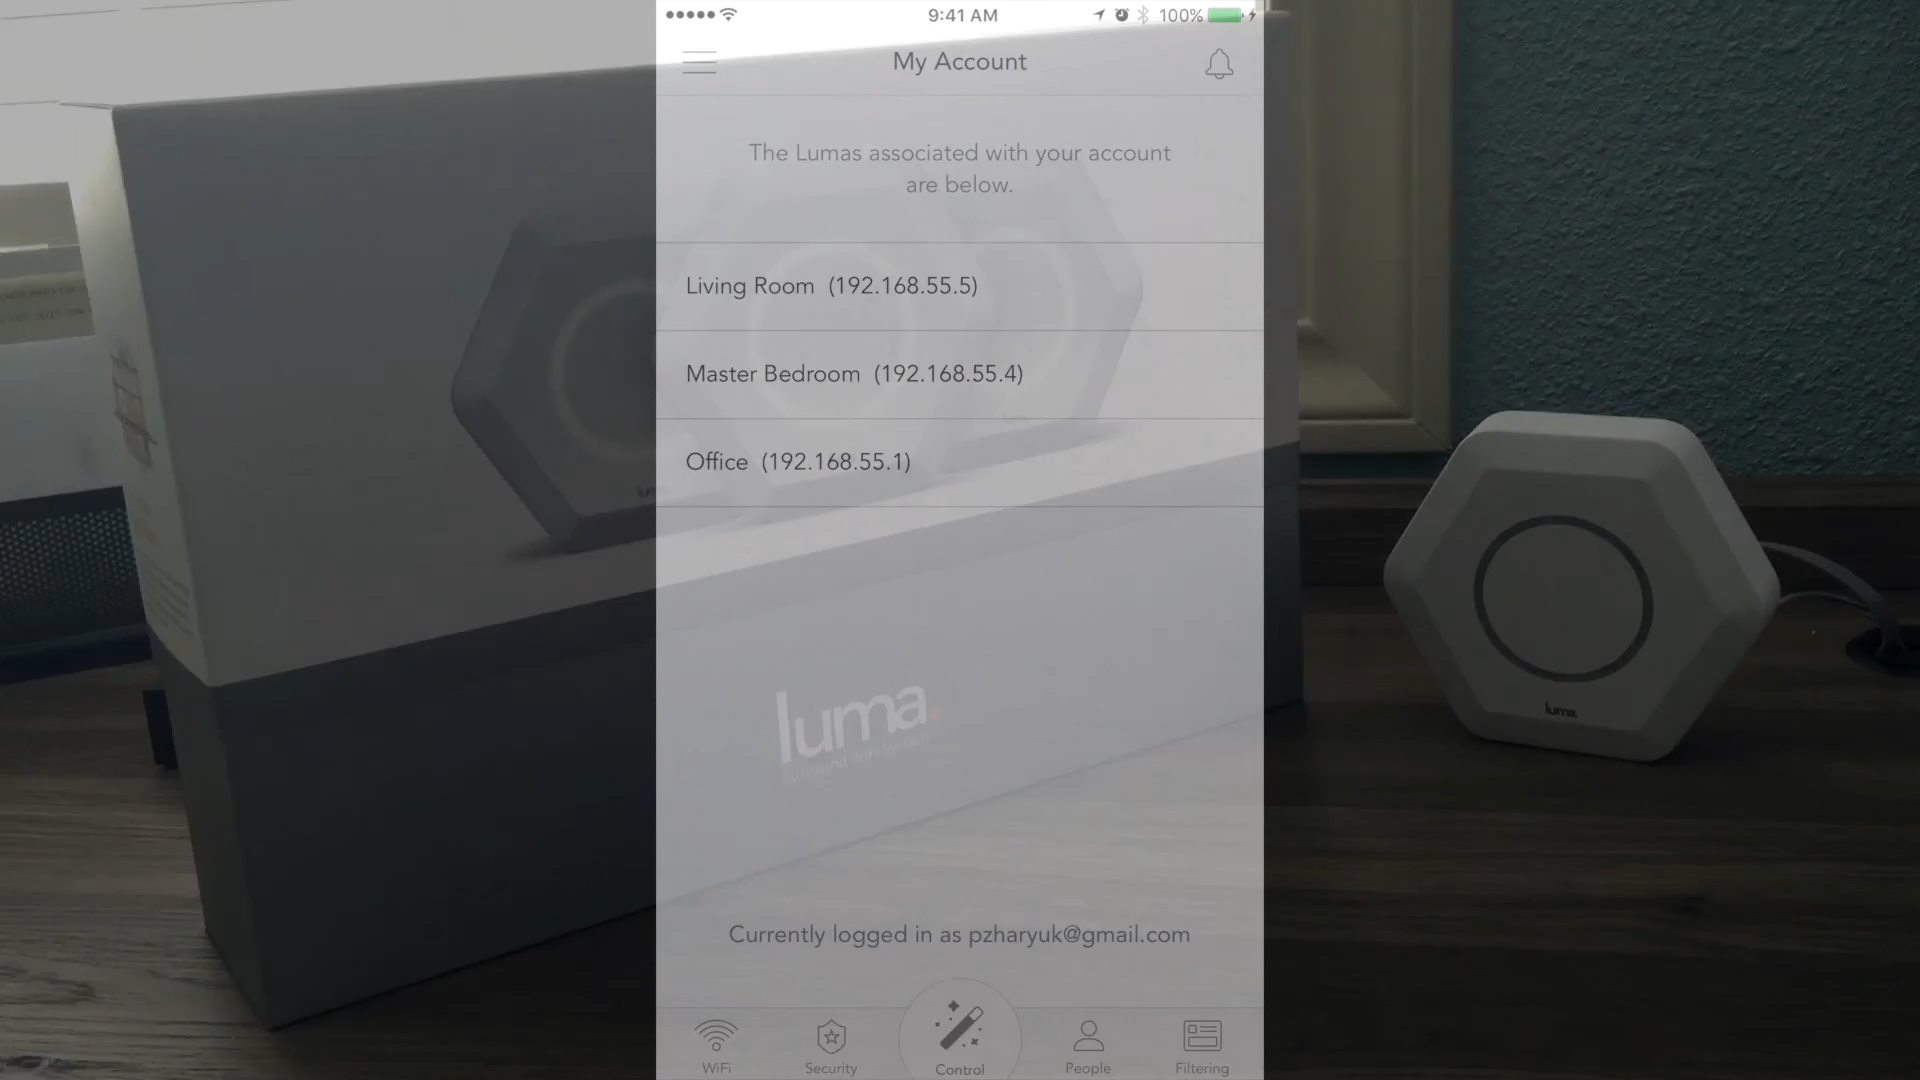 9:41 AM
100%
My Account
The Lumas associated with your account
are below.
Living Room (192.168.55.5)
Master Bedroom (192.168.55.4)
Office (192.168.55.1)
luma
luma
Currently logged in as pzharyuk@gmail.com
WiFi
Security
Control
People
Filtering